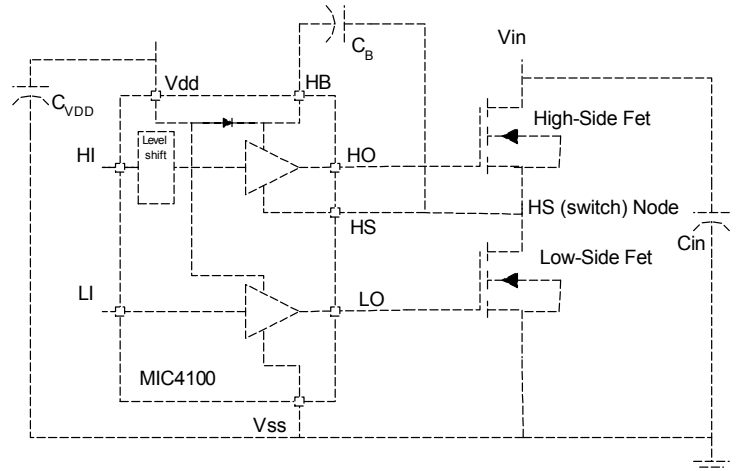 C_B
Vin
Vdd
HB
C_VDD
High-Side Fet
Level
shift
HI
HO
HS (switch) Node
HS
Cin
Low-Side Fet
LI
LO
MIC4100
Vss